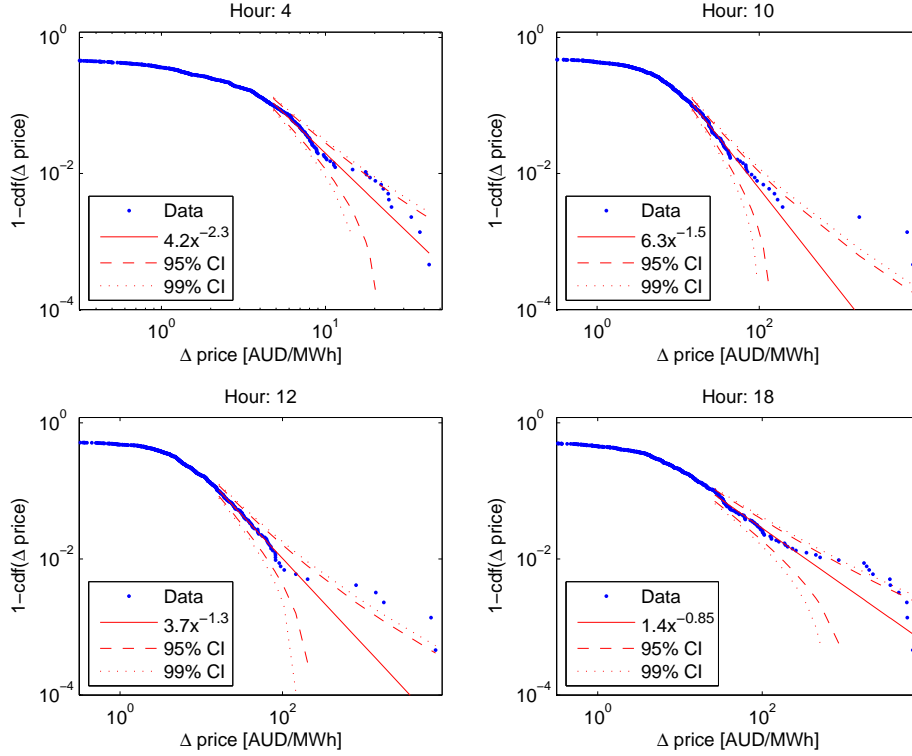 Hour: 4
10^0
10^−2
10^−4
1−cdf(Δ price)
Data
4.2x^−2.3
95% CI
99% CI
10^0
10^1
Δ price [AUD/MWh]
Hour: 10
10^0
10^−2
10^−4
1−cdf(Δ price)
Data
6.3x^−1.5
95% CI
99% CI
10^0
10^2
Δ price [AUD/MWh]
Hour: 12
10^0
10^−2
10^−4
1−cdf(Δ price)
Data
3.7x^−1.3
95% CI
99% CI
10^0
10^2
Δ price [AUD/MWh]
Hour: 18
10^0
10^−2
10^−4
1−cdf(Δ price)
Data
1.4x^−0.85
95% CI
99% CI
10^0
10^2
Δ price [AUD/MWh]